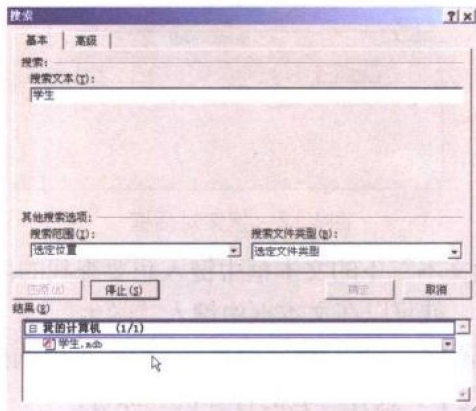 搜索
基本 高级
搜索:
搜索文本(T):
学生
其他搜索选项:
搜索范围(I): 搜索文件类型(B):
选定位置 选定文件类型
停止(S) 确定 取消
结果(R)
我的计算机 (1/1)
学生.mdb